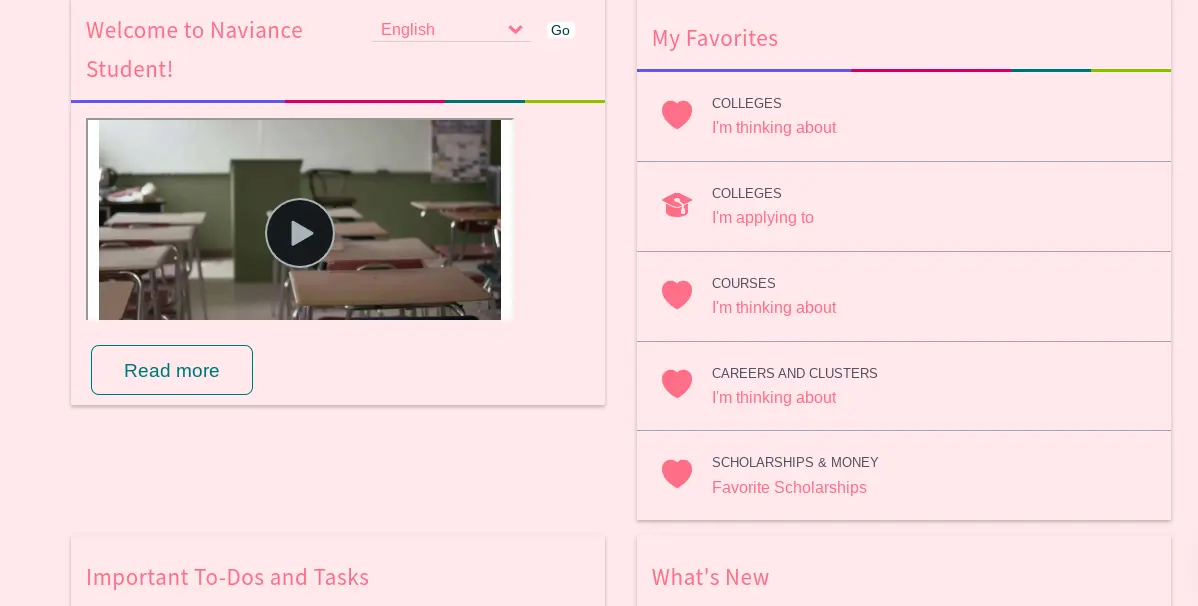 Welcome to Naviance
Student!
English
Go
Read more
My Favorites
COLLEGES
I'm thinking about
COLLEGES
I'm applying to
COURSES
I'm thinking about
CAREERS AND CLUSTERS
I'm thinking about
SCHOLARSHIPS & MONEY
Favorite Scholarships
Important To-Dos and Tasks
What's New